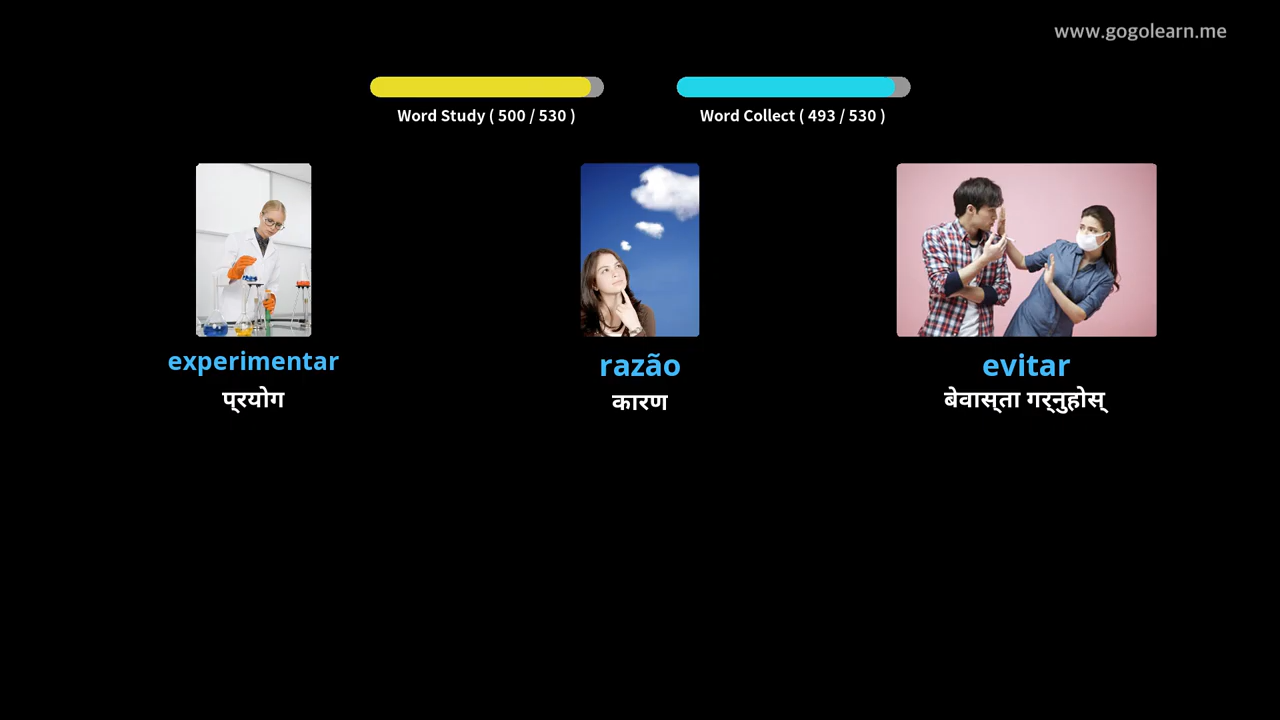 www.gogolearn.me
Word Study ( 500 / 530 )
Word Collect ( 493 / 530 )
experimentar
प्रयोग
razão
कारण
evitar
बेवास्ता गर्नुहोस्